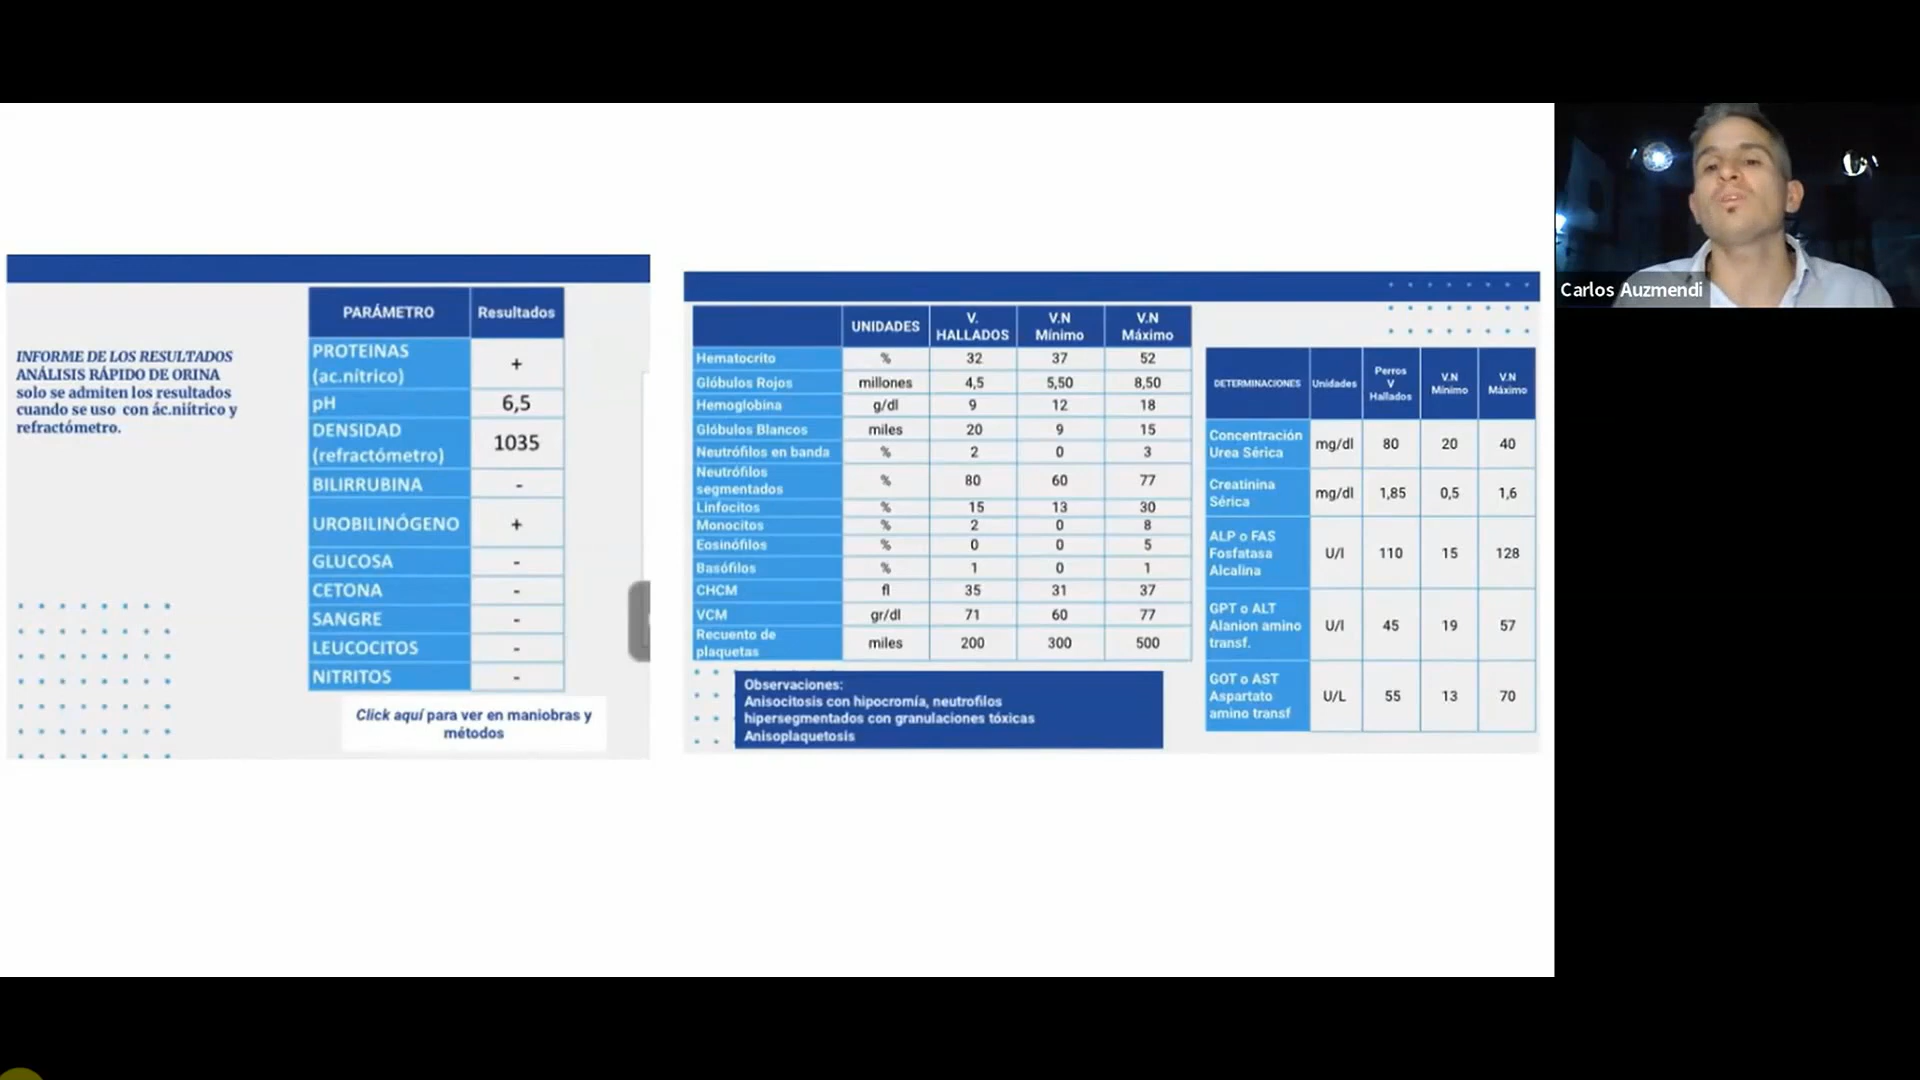 INFORME DE LOS RESULTADOS
ANÁLISIS RÁPIDO DE ORINA
solo se admiten los resultados
cuando se uso con ác.niítrico y
refractómetro.
PARÁMETRO Resultados
PROTEINAS
(ac.nítrico) +
pH 6,5
DENSIDAD
(refractómetro) 1035
BILIRRUBINA -
UROBILINÓGENO +
GLUCOSA -
CETONA -
SANGRE -
LEUCOCITOS -
NITRITOS -
Click aquí para ver en maniobras y
métodos
UNIDADES V. HALLADOS V.N Mínimo V.N Máximo
Hematocrito % 32 37 52
Glóbulos Rojos millones 4,5 5,50 8,50
Hemoglobina g/dl 9 12 18
Glóbulos Blancos miles 20 9 15
Neutrófilos en banda % 2 0 3
Neutrófilos
segmentados % 80 60 77
Linfocitos % 15 13 30
Monocitos % 2 0 8
Eosinófilos % 0 0 5
Basófilos % 1 0 1
CHCM fl 35 31 37
VCM gr/dl 71 60 77
Recuento de
plaquetas miles 200 300 500
Observaciones:
Anisocitosis con hipocromía, neutrofilos
hipersegmentados con granulaciones tóxicas
Anisoplaquetosis
DETERMINACIONES Unidades Perros V Hallados V.N Mínimo V.N Máximo
Concentración
Urea Sérica mg/dl 80 20 40
Creatinina
Sérica mg/dl 1,85 0,5 1,6
ALP o FAS
Fosfatasa
Alcalina U/I 110 15 128
GPT o ALT
Alanion amino
transf. U/I 45 19 57
GOT o AST
Aspartato
amino transf U/L 55 13 70
Carlos Auzmendi